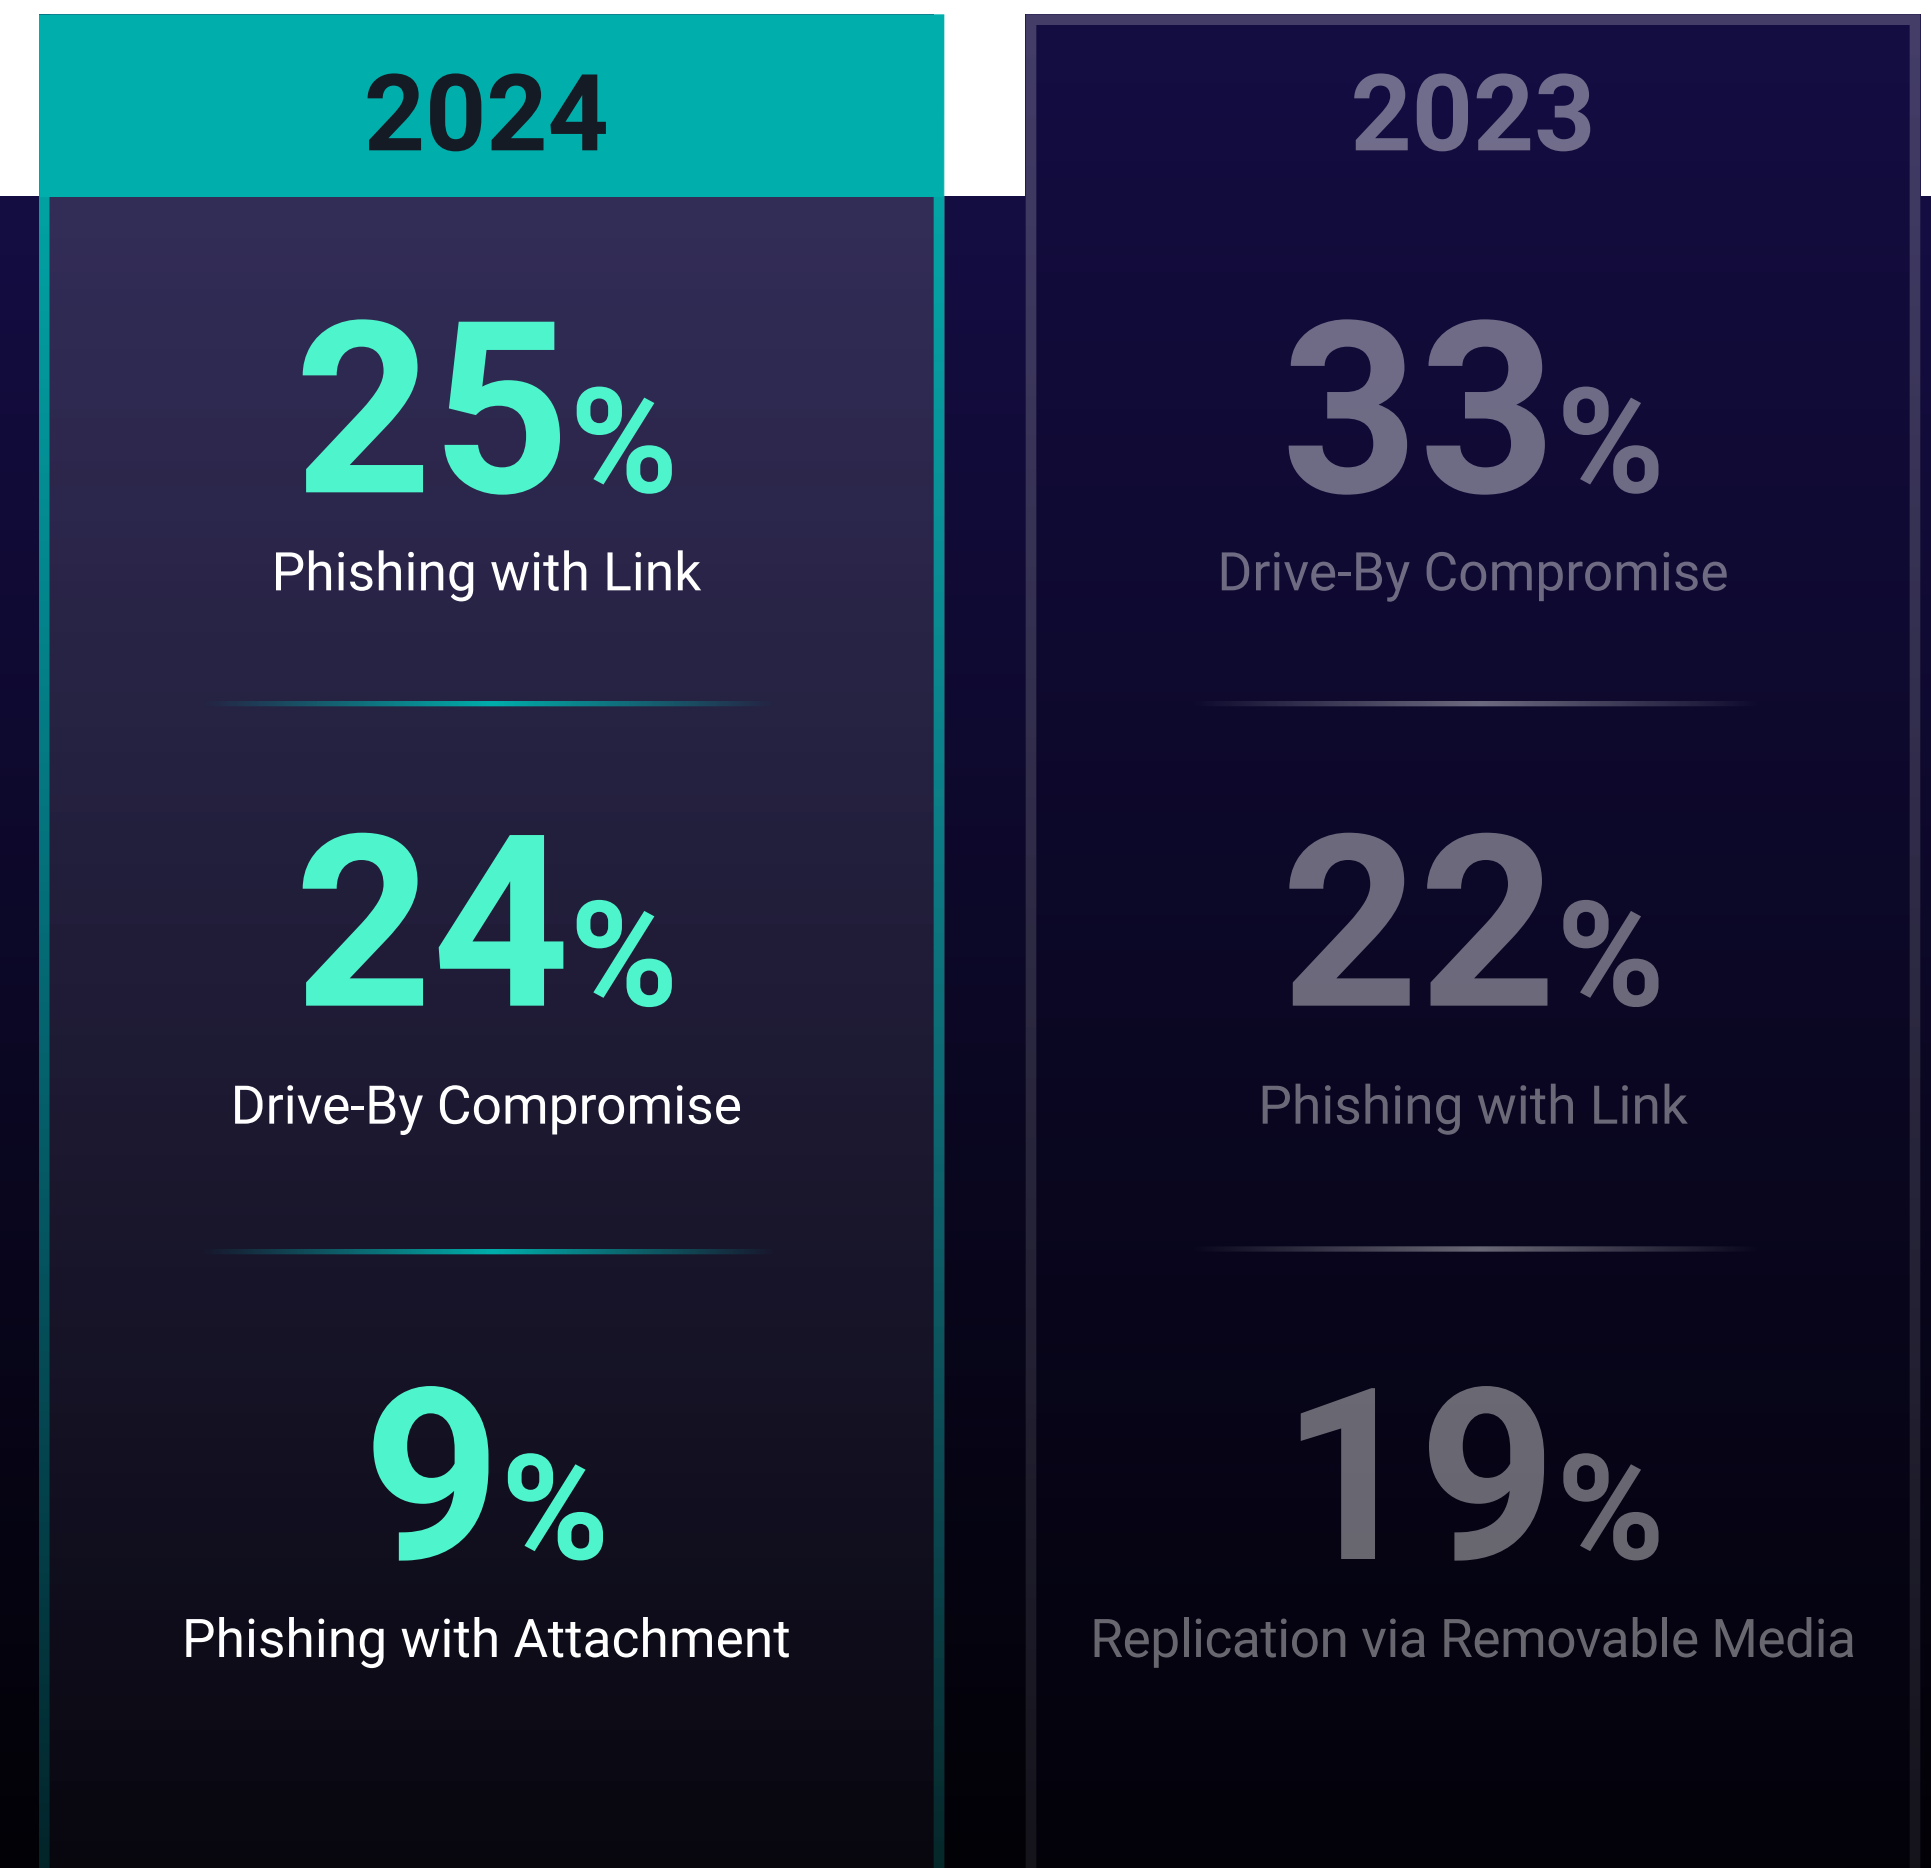 2024
25%
Phishing with Link
24%
Drive-By Compromise
9%
Phishing with Attachment
2023
33%
Drive-By Compromise
22%
Phishing with Link
19%
Replication via Removable Media